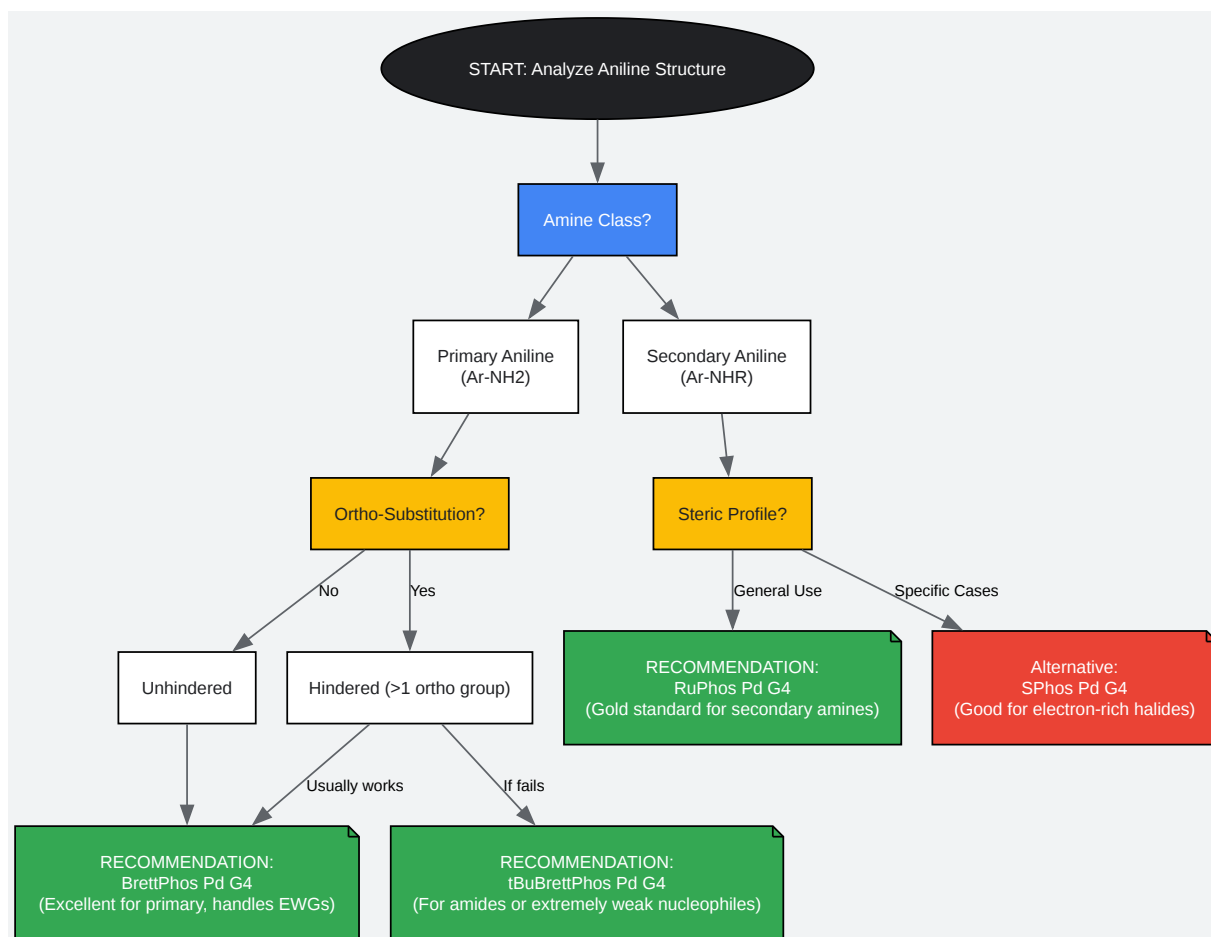 START: Analyze Aniline Structure
Amine Class?
Primary Aniline
(Ar-NH2)
Secondary Aniline
(Ar-NHR)
Ortho-Substitution?
Steric Profile?
No
Yes
General Use
Specific Cases
Unhindered
Hindered (>1 ortho group)
RECOMMENDATION:
RuPhos Pd G4
(Gold standard for secondary amines)
Alternative:
SPhos Pd G4
(Good for electron-rich halides)
Usually works
If fails
RECOMMENDATION:
BrettPhos Pd G4
(Excellent for primary, handles EWGs)
RECOMMENDATION:
tBuBrettPhos Pd G4
(For amides or extremely weak nucleophiles)